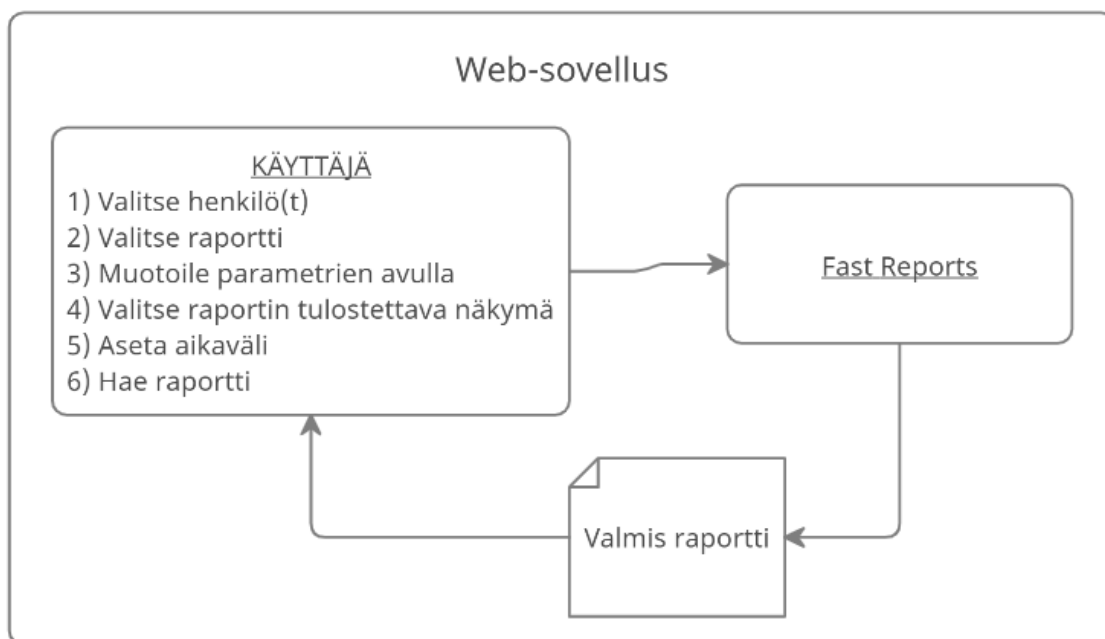 Web-sovellus
KÄYTTÄJÄ
1) Valitse henkilö(t)
2) Valitse raportti
3) Muotoile parametrien avulla
4) Valitse raportin tulostettava näkymä
5) Aseta aikaväli
6) Hae raportti
Fast Reports
Valmis raportti